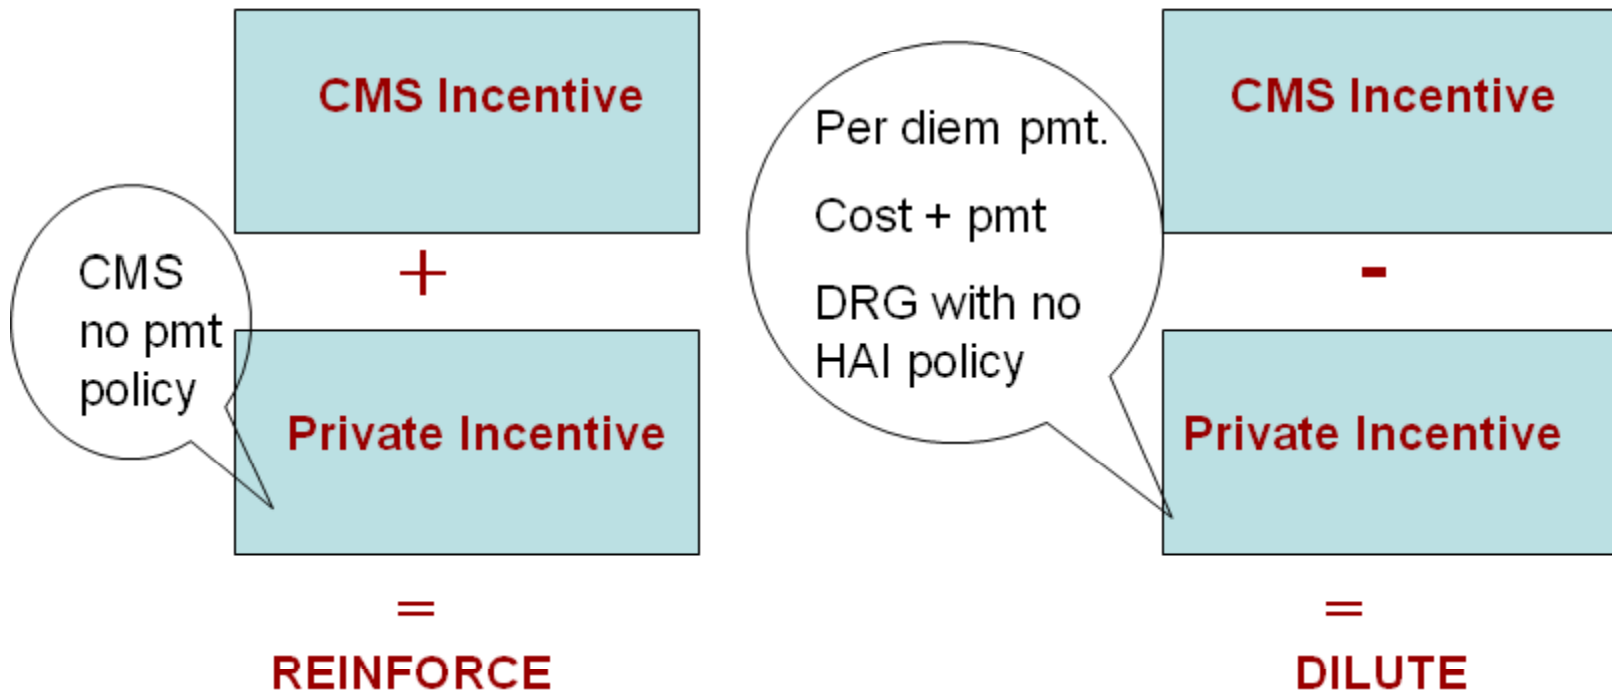 CMS Incentive
CMS
no pmt
policy
+
Private Incentive
=
REINFORCE
CMS Incentive
Per diem pmt.
Cost + pmt
DRG with no
HAI policy
-
Private Incentive
=
DILUTE